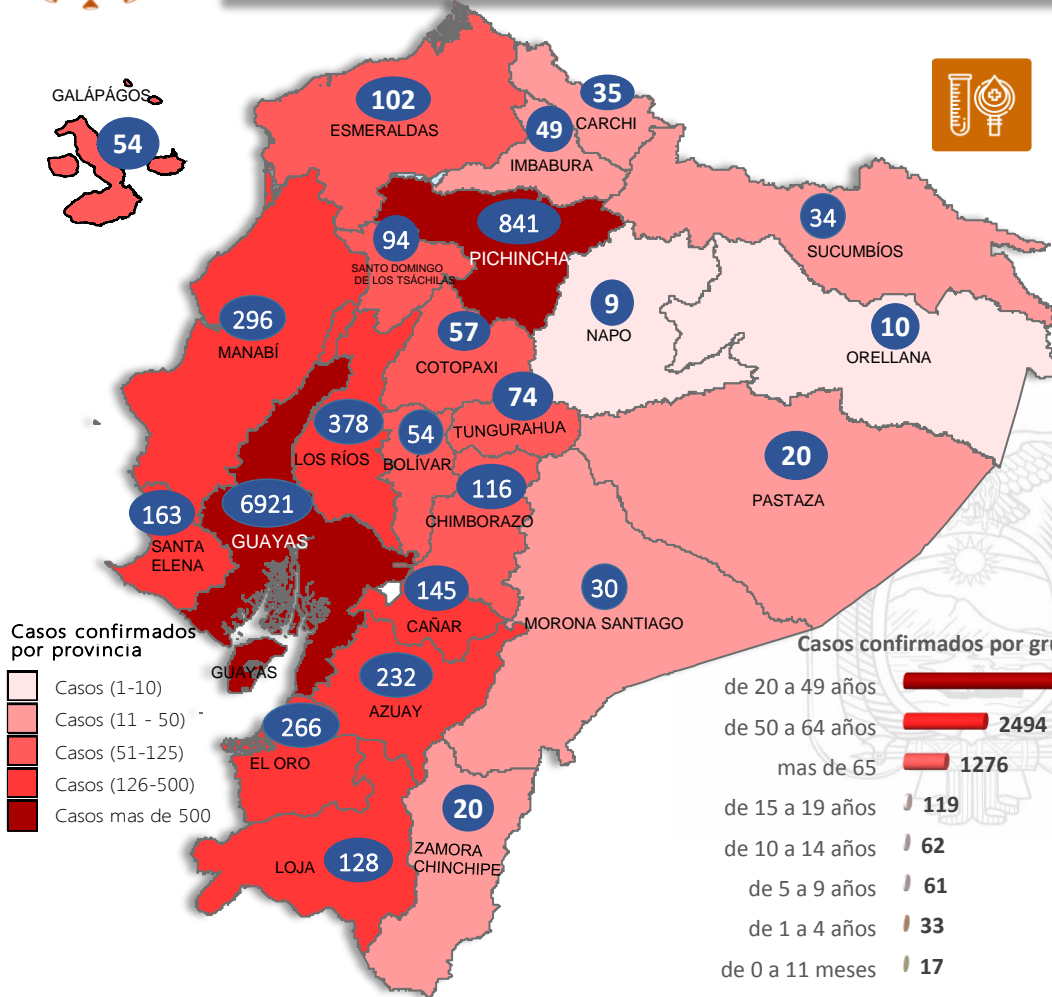 GALÁPÁGOS
54
102
ESMERALDAS
35
CARCHI
49
IMBABURA
34
SUCUMBÍOS
841
PICHINCHA
94
SANTO DOMINGO
DE LOS TSÁCHILAS
9
NAPO
10
ORELLANA
296
MANABÍ
57
COTOPAXI
74
TUNGURAHUA
378
LOS RÍOS
54
BOLÍVAR
20
PASTAZA
116
CHIMBORAZO
6921
GUAYAS
163
SANTA
ELENA
145
CAÑAR
30
MORONA SANTIAGO
GUAYAS
232
AZUAY
266
EL ORO
20
ZAMORA
CHINCHIPE
LOJA
128
Casos confirmados
por provincia
Casos (1-10)
Casos (11 - 50)
Casos (51-125)
Casos (126-500)
Casos mas de 500
Casos confirmados por gru
de 20 a 49 años
de 50 a 64 años 2494
mas de 65 1276
de 15 a 19 años 119
de 10 a 14 años 62
de 5 a 9 años 61
de 1 a 4 años 33
de 0 a 11 meses 17